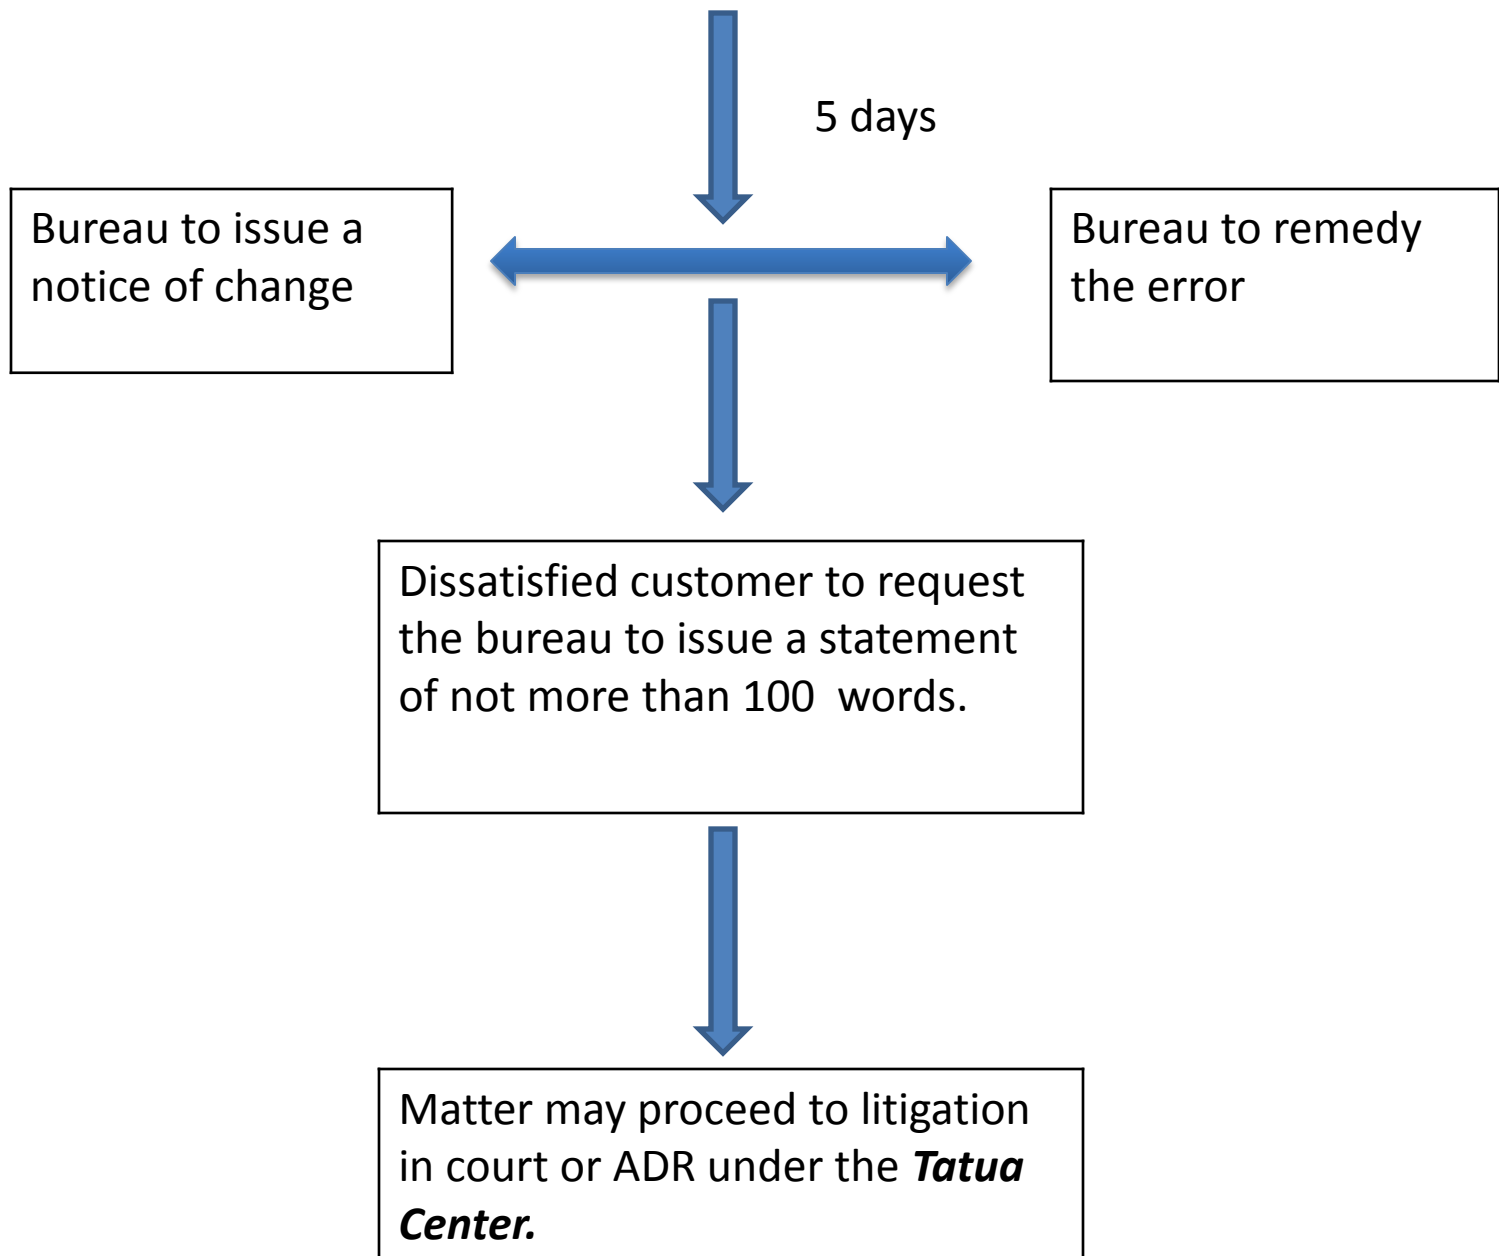 5 days
Bureau to issue a
notice of change
Bureau to remedy
the error
Dissatisfied customer to request
the bureau to issue a statement
of not more than 100  words.
Matter may proceed to litigation
in court or ADR under the Tatua
Center.